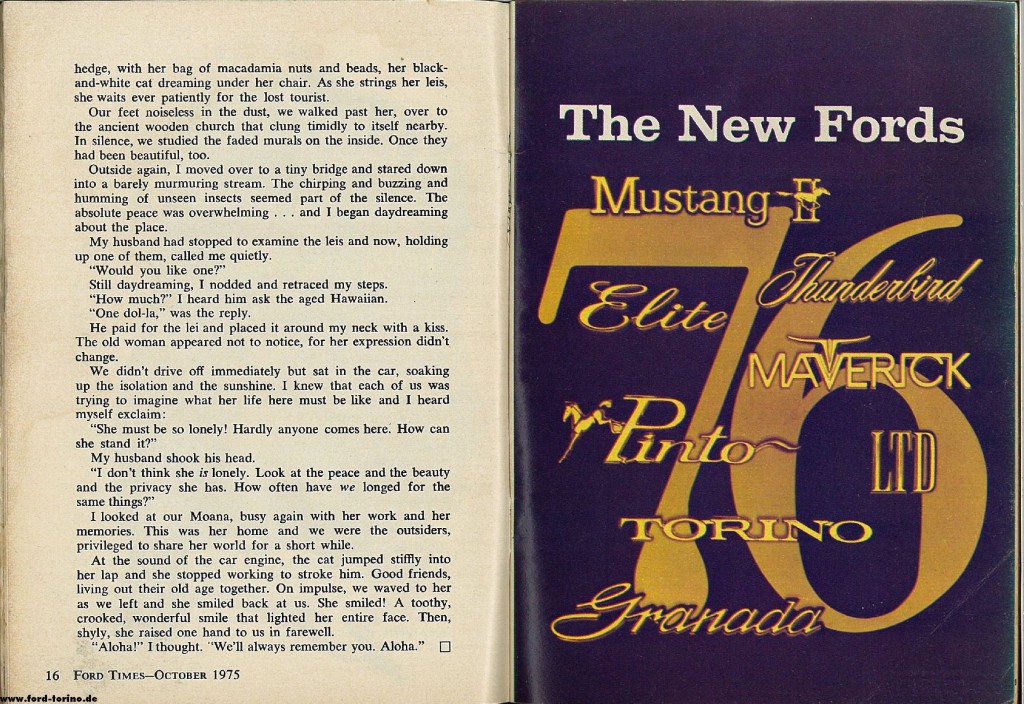 hedge, with her bag of macadamia nuts and beads, her black-
and-white cat dreaming under her chair. As she strings her leis,
she waits ever patiently for the lost tourist.
Our feet noiseless in the dust, we walked past her, over to
the ancient wooden church that clung timidly to itself nearby.
In silence, we studied the faded murals on the inside. Once they
had been beautiful, too.
Outside again, I moved over to a tiny bridge and stared down
into a barely murmuring stream. The chirping and buzzing and
humming of unseen insects seemed part of the silence. The
absolute peace was overwhelming . . . and I began daydreaming
about the place.
My husband had stopped to examine the leis and now, holding
up one of them, called me quietly.
“Would you like one?”
Still daydreaming, I nodded and retraced my steps.
“How much?” I heard him ask the aged Hawaiian.
“One dol-la,” was the reply.
He paid for the lei and placed it around my neck with a kiss.
The old woman appeared not to notice, for her expression didn’t
change.
We didn’t drive off immediately but sat in the car, soaking
up the isolation and the sunshine. I knew that each of us was
trying to imagine what her life here must be like and I heard
myself exclaim:
“She must be so lonely! Hardly anyone comes here. How can
she stand it?”
My husband shook his head.
“I don’t think she is lonely. Look at the peace and the beauty
and the privacy she has. How often have we longed for the
same things?”
I looked at our Moana, busy again with her work and her
memories. This was her home and we were the outsiders,
privileged to share her world for a short while.
At the sound of the car engine, the cat jumped stiffly into
her lap and she stopped working to stroke him. Good friends,
living out their old age together. On impulse, we waved to her
as we left and she smiled back at us. She smiled! A toothy,
crooked, wonderful smile that lighted her entire face. Then,
shyly, she raised one hand to us in farewell.
“Aloha!” I thought. “We’ll always remember you. Aloha.” □
16 FORD TIMES—OCTOBER 1975
www.ford-torino.de
The New Fords
76
Mustang II
Thunderbird
Elite
MAVERICK
Pinto
LTD
TORINO
Granada